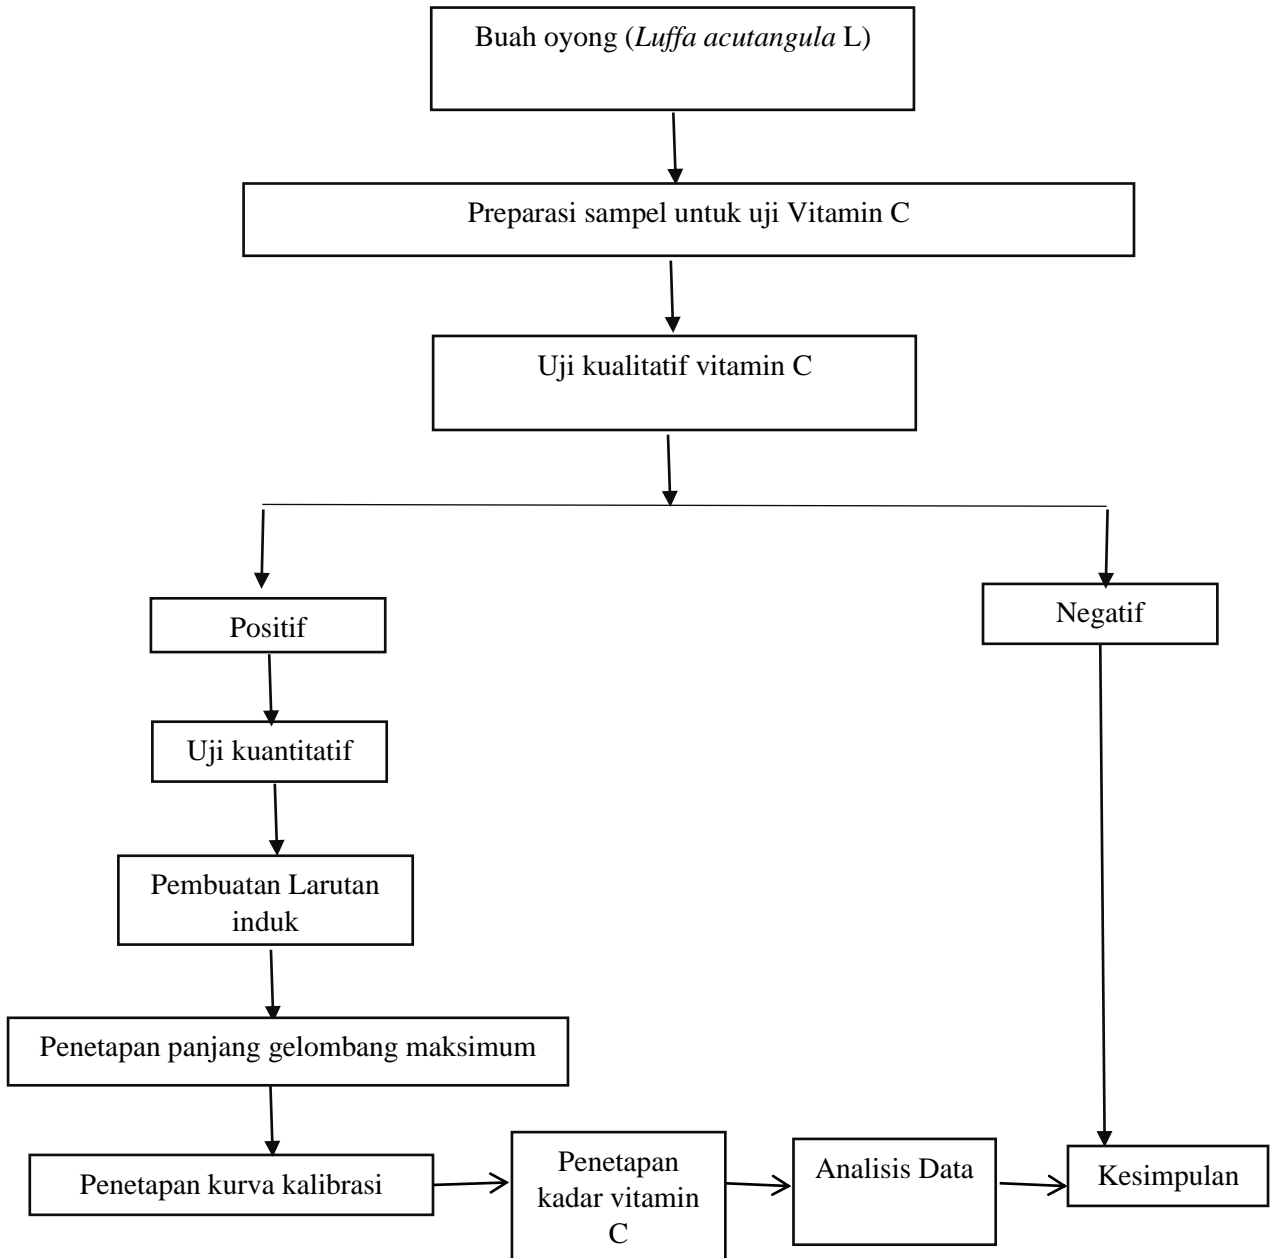 Buah oyong (Luffa acutangula L)
Preparasi sampel untuk uji Vitamin C
Uji kualitatif vitamin C
Positif
Negatif
Uji kuantitatif
Pembuatan Larutan
induk
Penetapan panjang gelombang maksimum
Penetapan kurva kalibrasi
Penetapan
kadar vitamin
C
Analisis Data
Kesimpulan